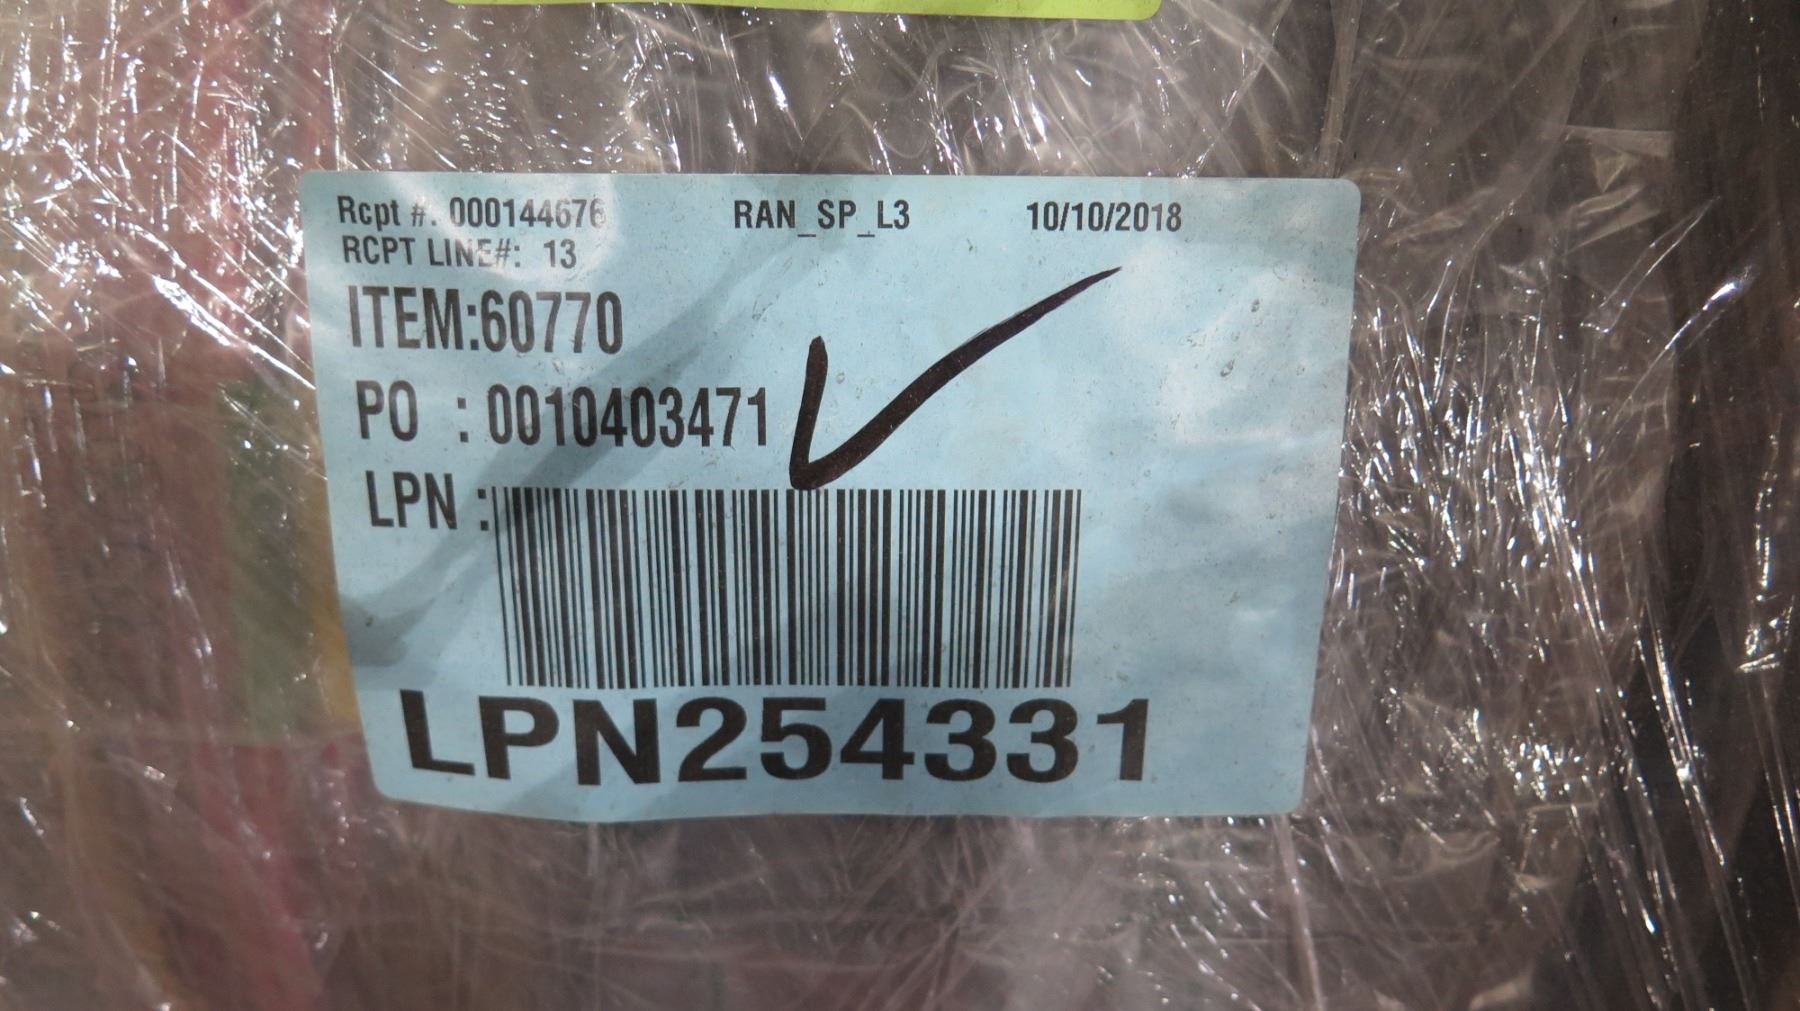 Rcpt #: 000144676 RAN_SP_L3 10/10/2018
RCPT LINE#: 13
ITEM:60770
PO : 0010403471
LPN :
LPN254331